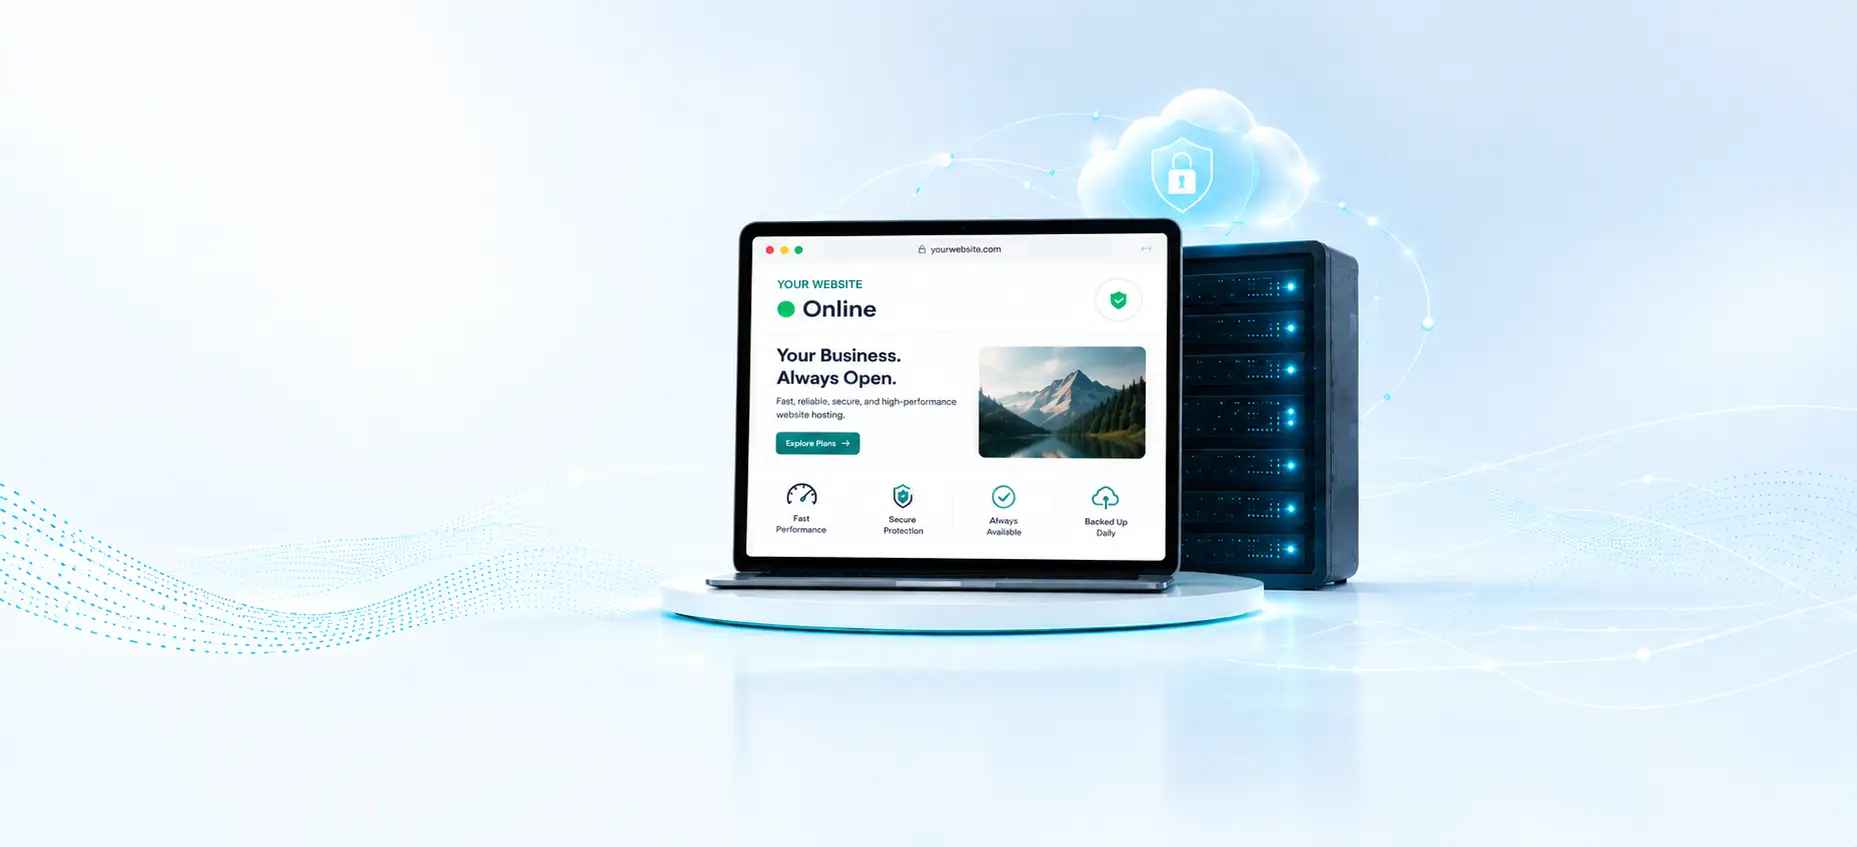 yourwebsite.com
YOUR WEBSITE
Online
Your Business.
Always Open.
Fast, reliable, secure, and high-performance
website hosting.
Explore Plans →
Fast
Performance
Secure
Protection
Always
Available
Backed Up
Daily